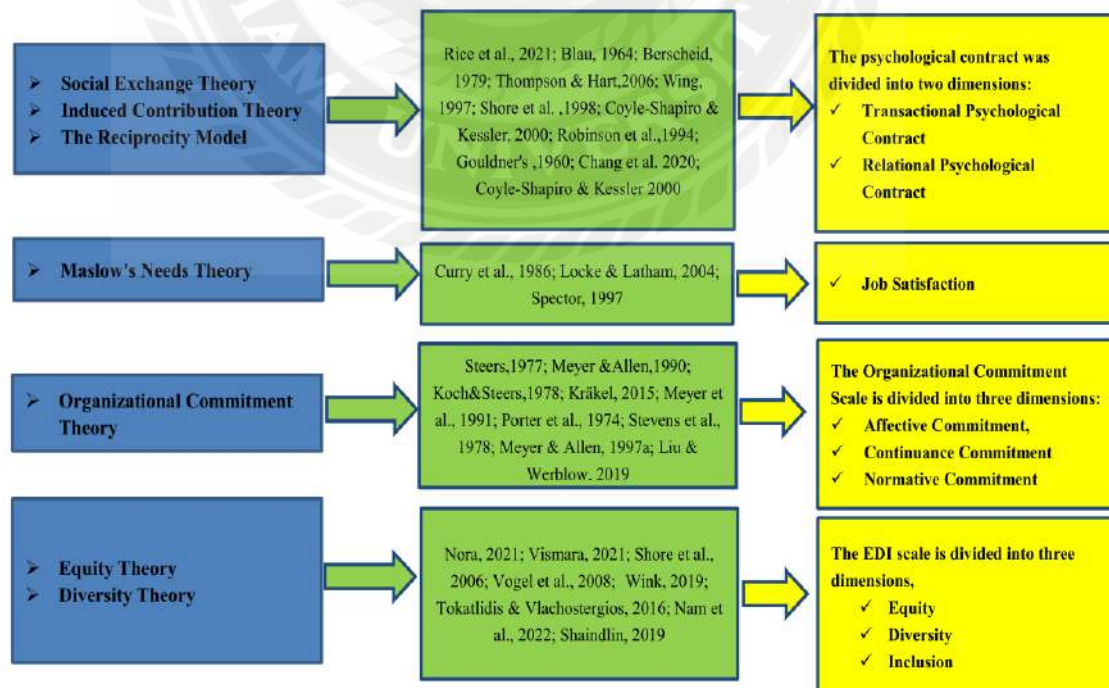 Social Exchange Theory
Induced Contribution Theory
The Reciprocity Model
Rice et al., 2021; Blau, 1964; Berscheid,
1979; Thompson & Hart,2006; Wing,
1997; Shore et al. ,1998; Coyle-Shapiro &
Kessler, 2000; Robinson et al.,1994;
Gouldner's ,1960; Chang et al. 2020;
Coyle-Shapiro & Kessler 2000
The psychological contract was
divided into two dimensions:
✓ Transactional Psychological
Contract
✓ Relational Psychological
Contract
Maslow's Needs Theory
Curry et al., 1986; Locke & Latham, 2004;
Spector, 1997
✓ Job Satisfaction
Organizational Commitment
Theory
Steers,1977; Meyer &Allen,1990;
Koch&Steers,1978; Kräkel, 2015; Meyer
et al., 1991; Porter et al., 1974; Stevens et al.,
1978; Meyer & Allen, 1997a; Liu &
Werblow. 2019
The Organizational Commitment
Scale is divided into three dimensions:
✓ Affective Commitment,
✓ Continuance Commitment
✓ Normative Commitment
Equity Theory
Diversity Theory
Nora, 2021; Vismara, 2021; Shore et al.,
2006; Vogel et al., 2008; Wink, 2019;
Tokatlidis & Vlachostergios, 2016; Nam
et al., 2022; Shaindlin, 2019
The EDI scale is divided into three
dimensions,
✓ Equity
✓ Diversity
✓ Inclusion